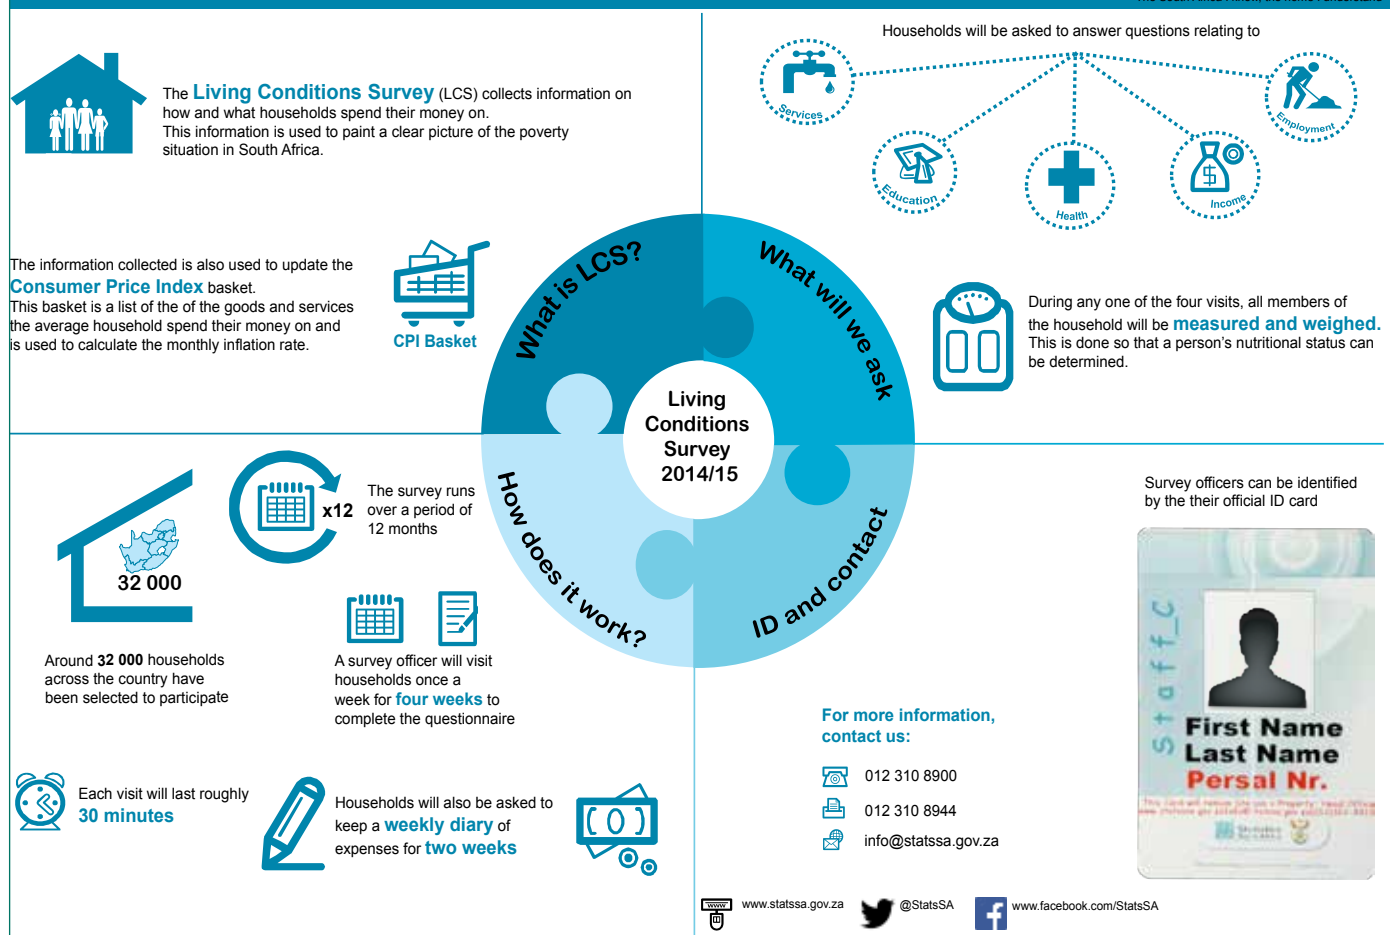 The Living Conditions Survey (LCS) collects information on
how and what households spend their money on.
This information is used to paint a clear picture of the poverty
situation in South Africa.
The information collected is also used to update the
Consumer Price Index basket.
This basket is a list of the of the goods and services
the average household spend their money on and
is used to calculate the monthly inflation rate.
CPI Basket
Households will be asked to answer questions relating to
Services
Education
Health
Income
Employment
During any one of the four visits, all members of
the household will be measured and weighed.
This is done so that a person's nutritional status can
be determined.
What is LCS?
What will we ask
How does it work?
ID and contact
Living
Conditions
Survey
2014/15
32 000
Around 32 000 households
across the country have
been selected to participate
x12
The survey runs
over a period of
12 months
A survey officer will visit
households once a
week for four weeks to
complete the questionnaire
Each visit will last roughly
30 minutes
Households will also be asked to
keep a weekly diary of
expenses for two weeks
Survey officers can be identified
by the their official ID card
Staff_C
First Name
Last Name
Persal Nr.
For more information,
contact us:
012 310 8900
012 310 8944
info@statssa.gov.za
www
www.statssa.gov.za
@StatsSA
www.facebook.com/StatsSA